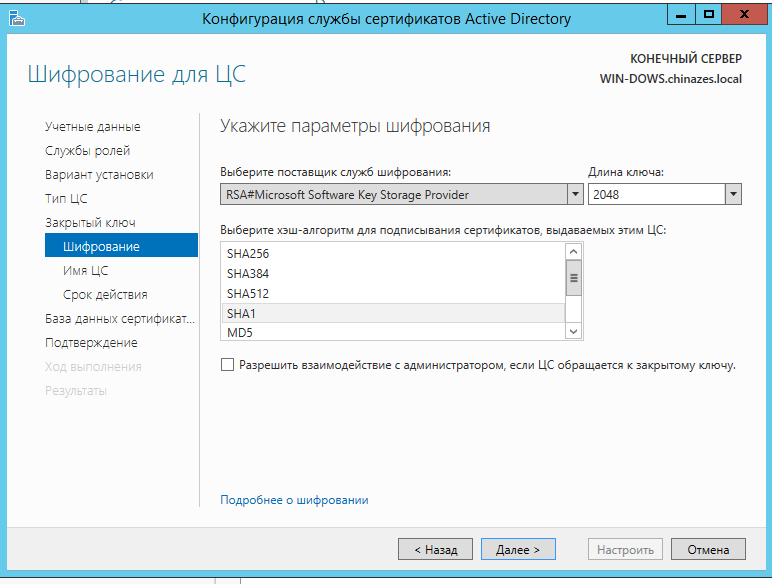 Конфигурация службы сертификатов Active Directory
Шифрование для ЦС
КОНЕЧНЫЙ СЕРВЕР
WIN-DOWS.chinazes.local
Учетные данные
Службы ролей
Вариант установки
Тип ЦС
Закрытый ключ
Шифрование
Имя ЦС
Срок действия
База данных сертификат...
Подтверждение
Ход выполнения
Результаты
Укажите параметры шифрования
Выберите поставщик служб шифрования:
Длина ключа:
RSA#Microsoft Software Key Storage Provider
2048
Выберите хэш-алгоритм для подписывания сертификатов, выдаваемых этим ЦС:
SHA256
SHA384
SHA512
SHA1
MD5
Разрешить взаимодействие с администратором, если ЦС обращается к закрытому ключу.
Подробнее о шифровании
< Назад
Далее >
Настроить
Отмена